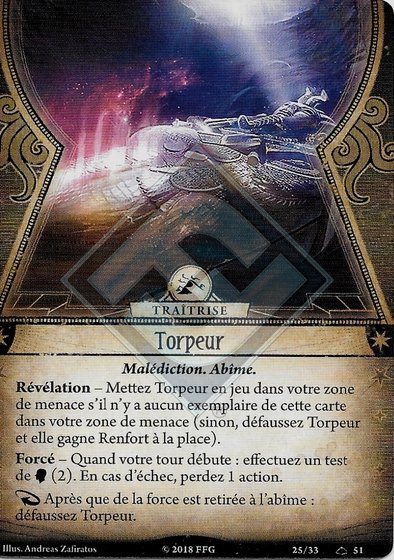 TRAÎTRISE
Torpeur
Malédiction. Abîme.
Révélation – Mettez Torpeur en jeu dans votre zone
de menace s'il n'y a aucun exemplaire de cette carte
dans votre zone de menace (sinon, défaussez Torpeur
et elle gagne Renfort à la place).
Forcé – Quand votre tour débute : effectuez un test
de (2). En cas d'échec, perdez 1 action.
Après que de la force est retirée à l'abîme :
défaussez Torpeur.
Illus. Andreas Zafiratos © 2018 FFG 25/33 51